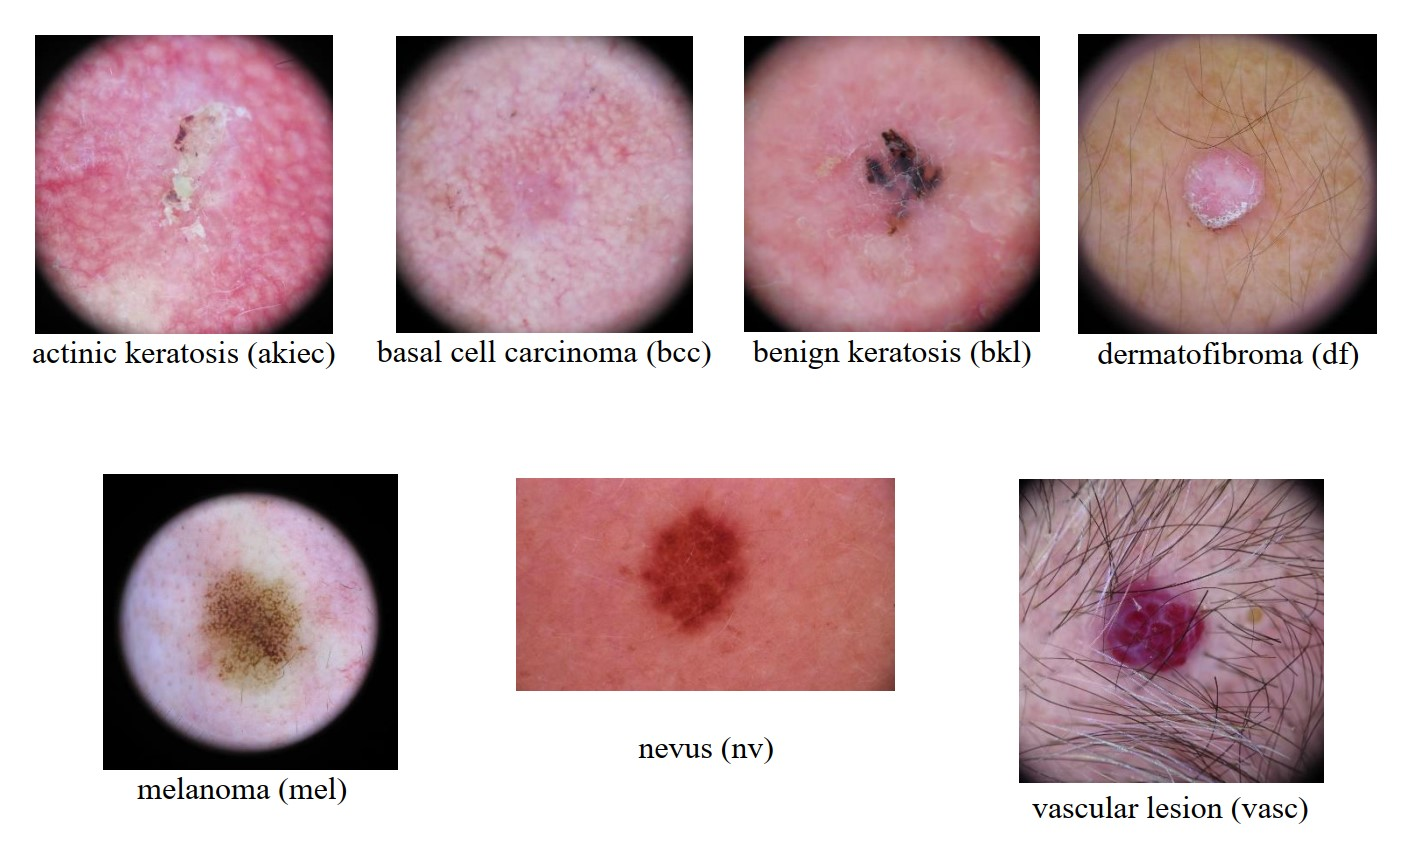 actinic keratosis (akiec)
basal cell carcinoma (bcc)
benign keratosis (bkl)
dermatofibroma (df)
melanoma (mel)
nevus (nv)
vascular lesion (vasc)